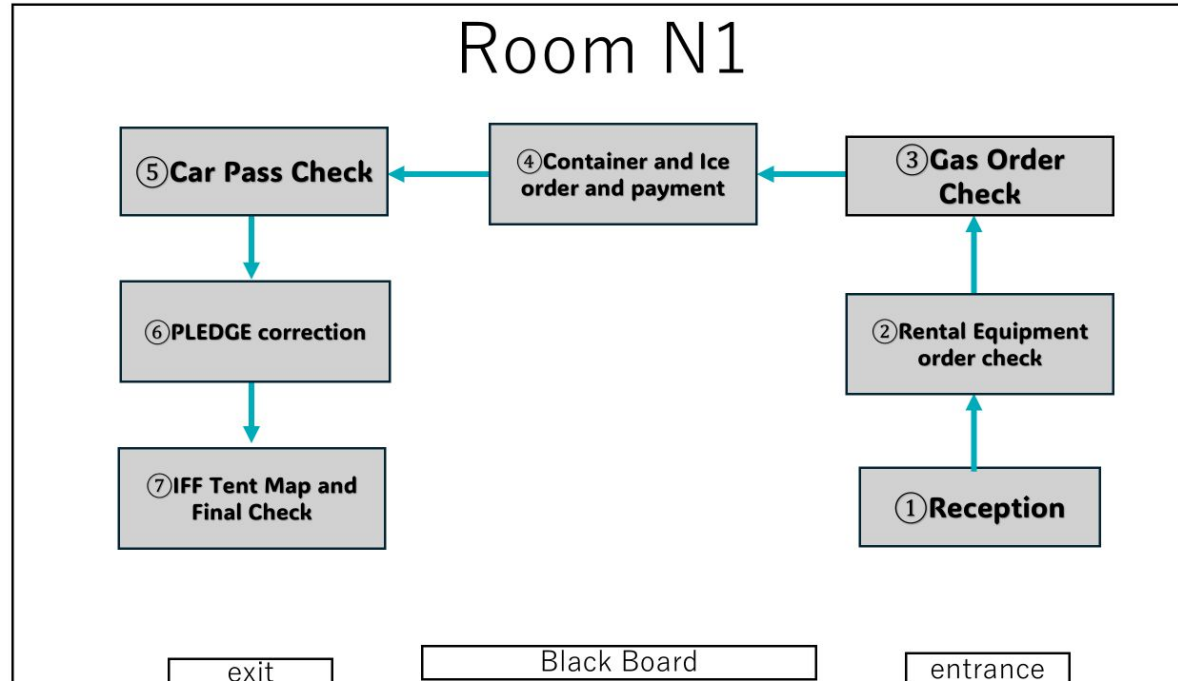 Room N1
⑤Car Pass Check
④Container and Ice
order and payment
③Gas Order
Check
⑥PLEDGE correction
②Rental Equipment
order check
⑦IFF Tent Map and
Final Check
①Reception
exit
Black Board
entrance